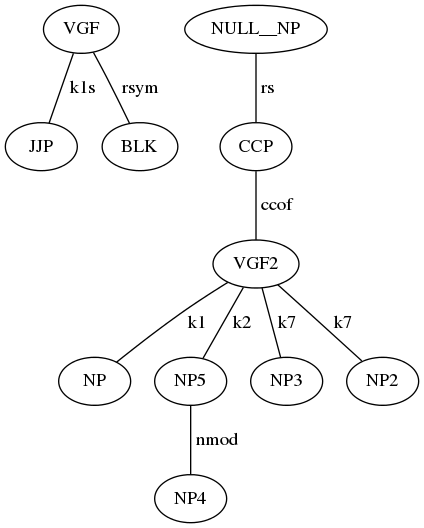 VGF NULL__NP
k1s rsym rs
JJP BLK CCP
ccof
VGF2
k1 k2 k7 k7
NP NP5 NP3 NP2
nmod
NP4